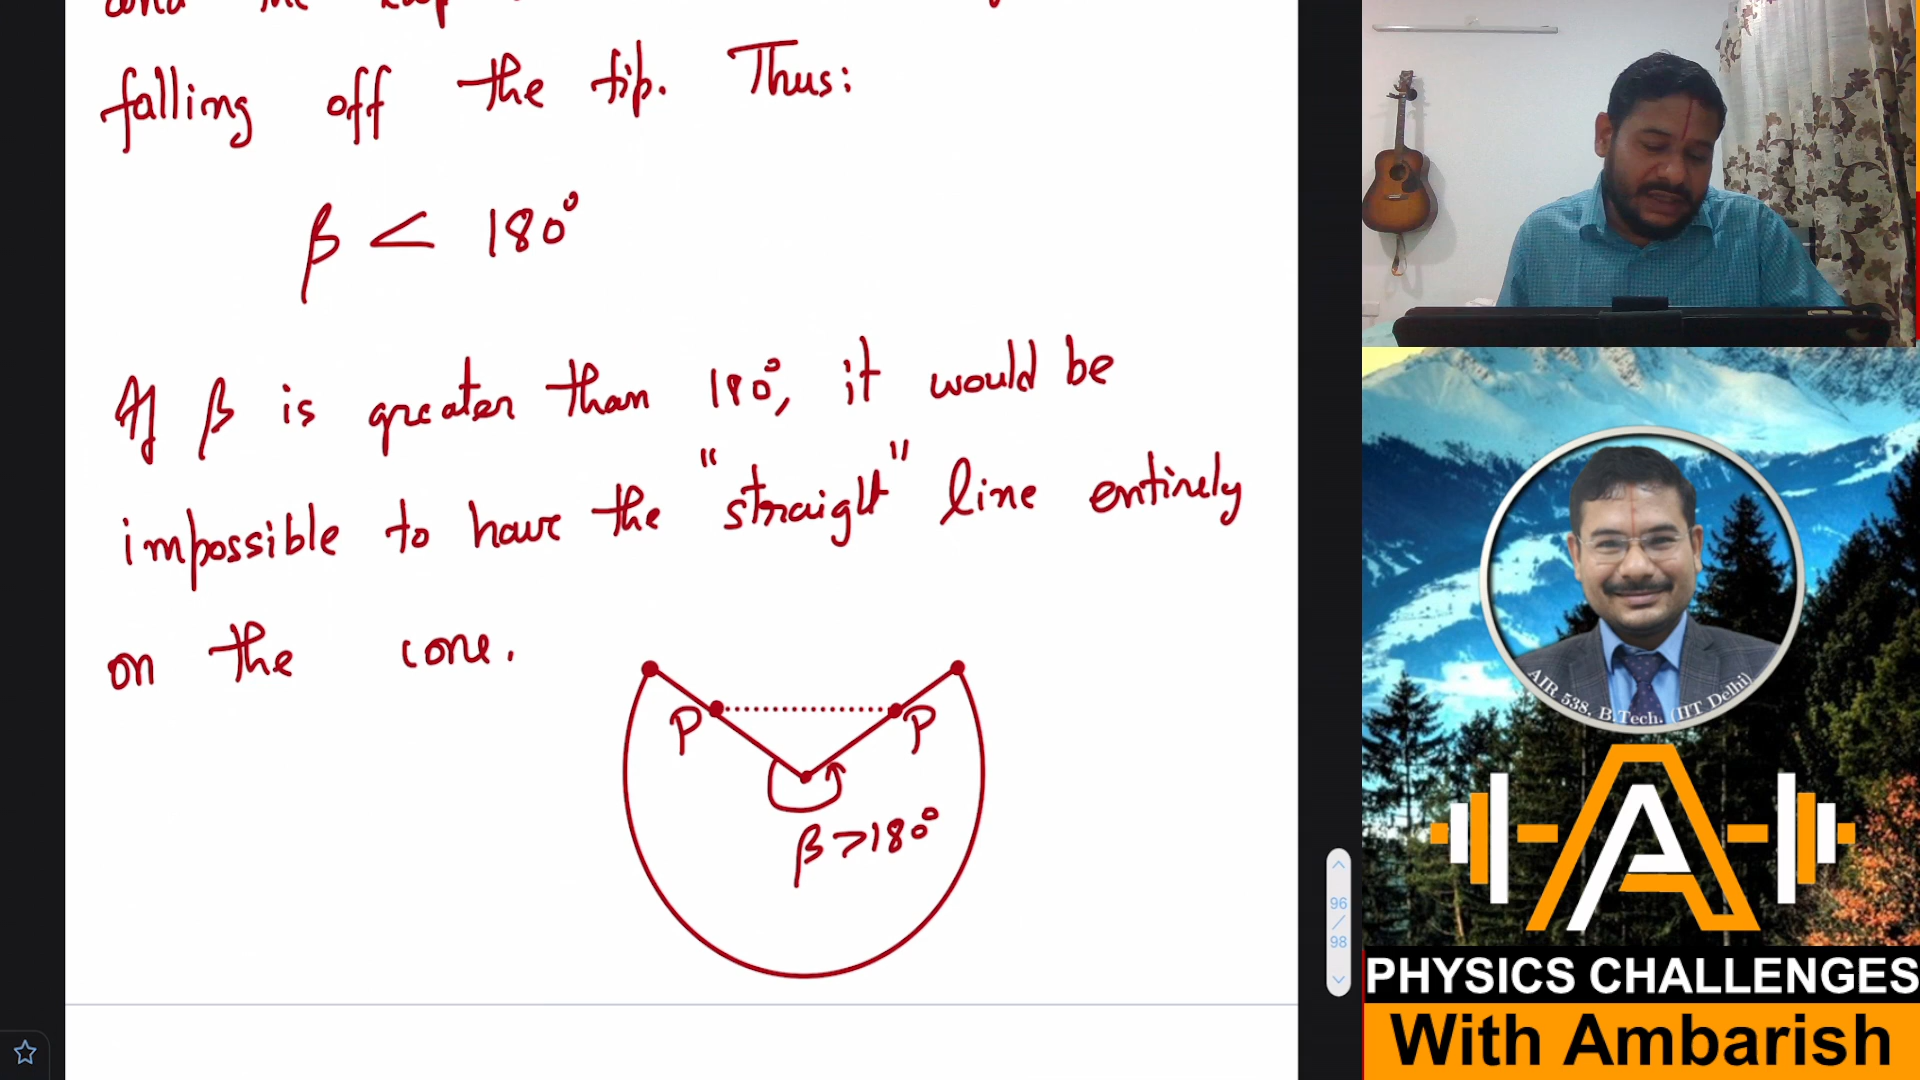 falling off the tip. Thus:
β < 180°
If β is greater than 180°, it would be
impossible to have the "straight" line entirely
on the cone.
P P
β > 180°
96
/
98
AIR 538, B.Tech. (IIT Delhi)
A
PHYSICS CHALLENGES
With Ambarish